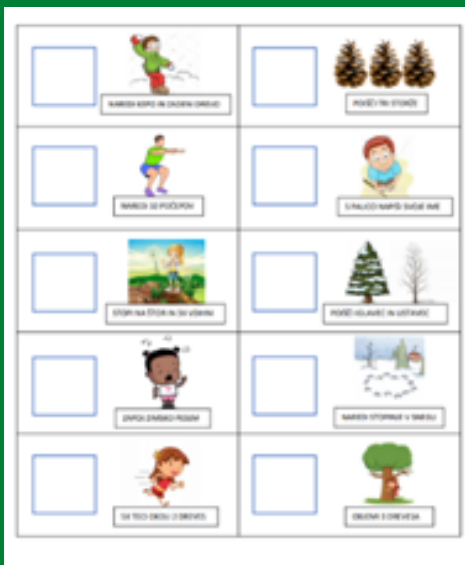 NAREDI KEPO IN ZADENI DREVO
POIŠČI TRI STORŽE
NAREDI 10 POČEPOV
S PALICO NAPIŠI SVOJE IME
STOPI NA ŠTOR IN
POIŠČI IGLAVEC IN LISTAVEC
ZAPOJ ZIMSKO PESEM
NAREDI STOPINJE V SNEGU
TECI OKOLI DREVES
OBJEMI 3 DREVESA